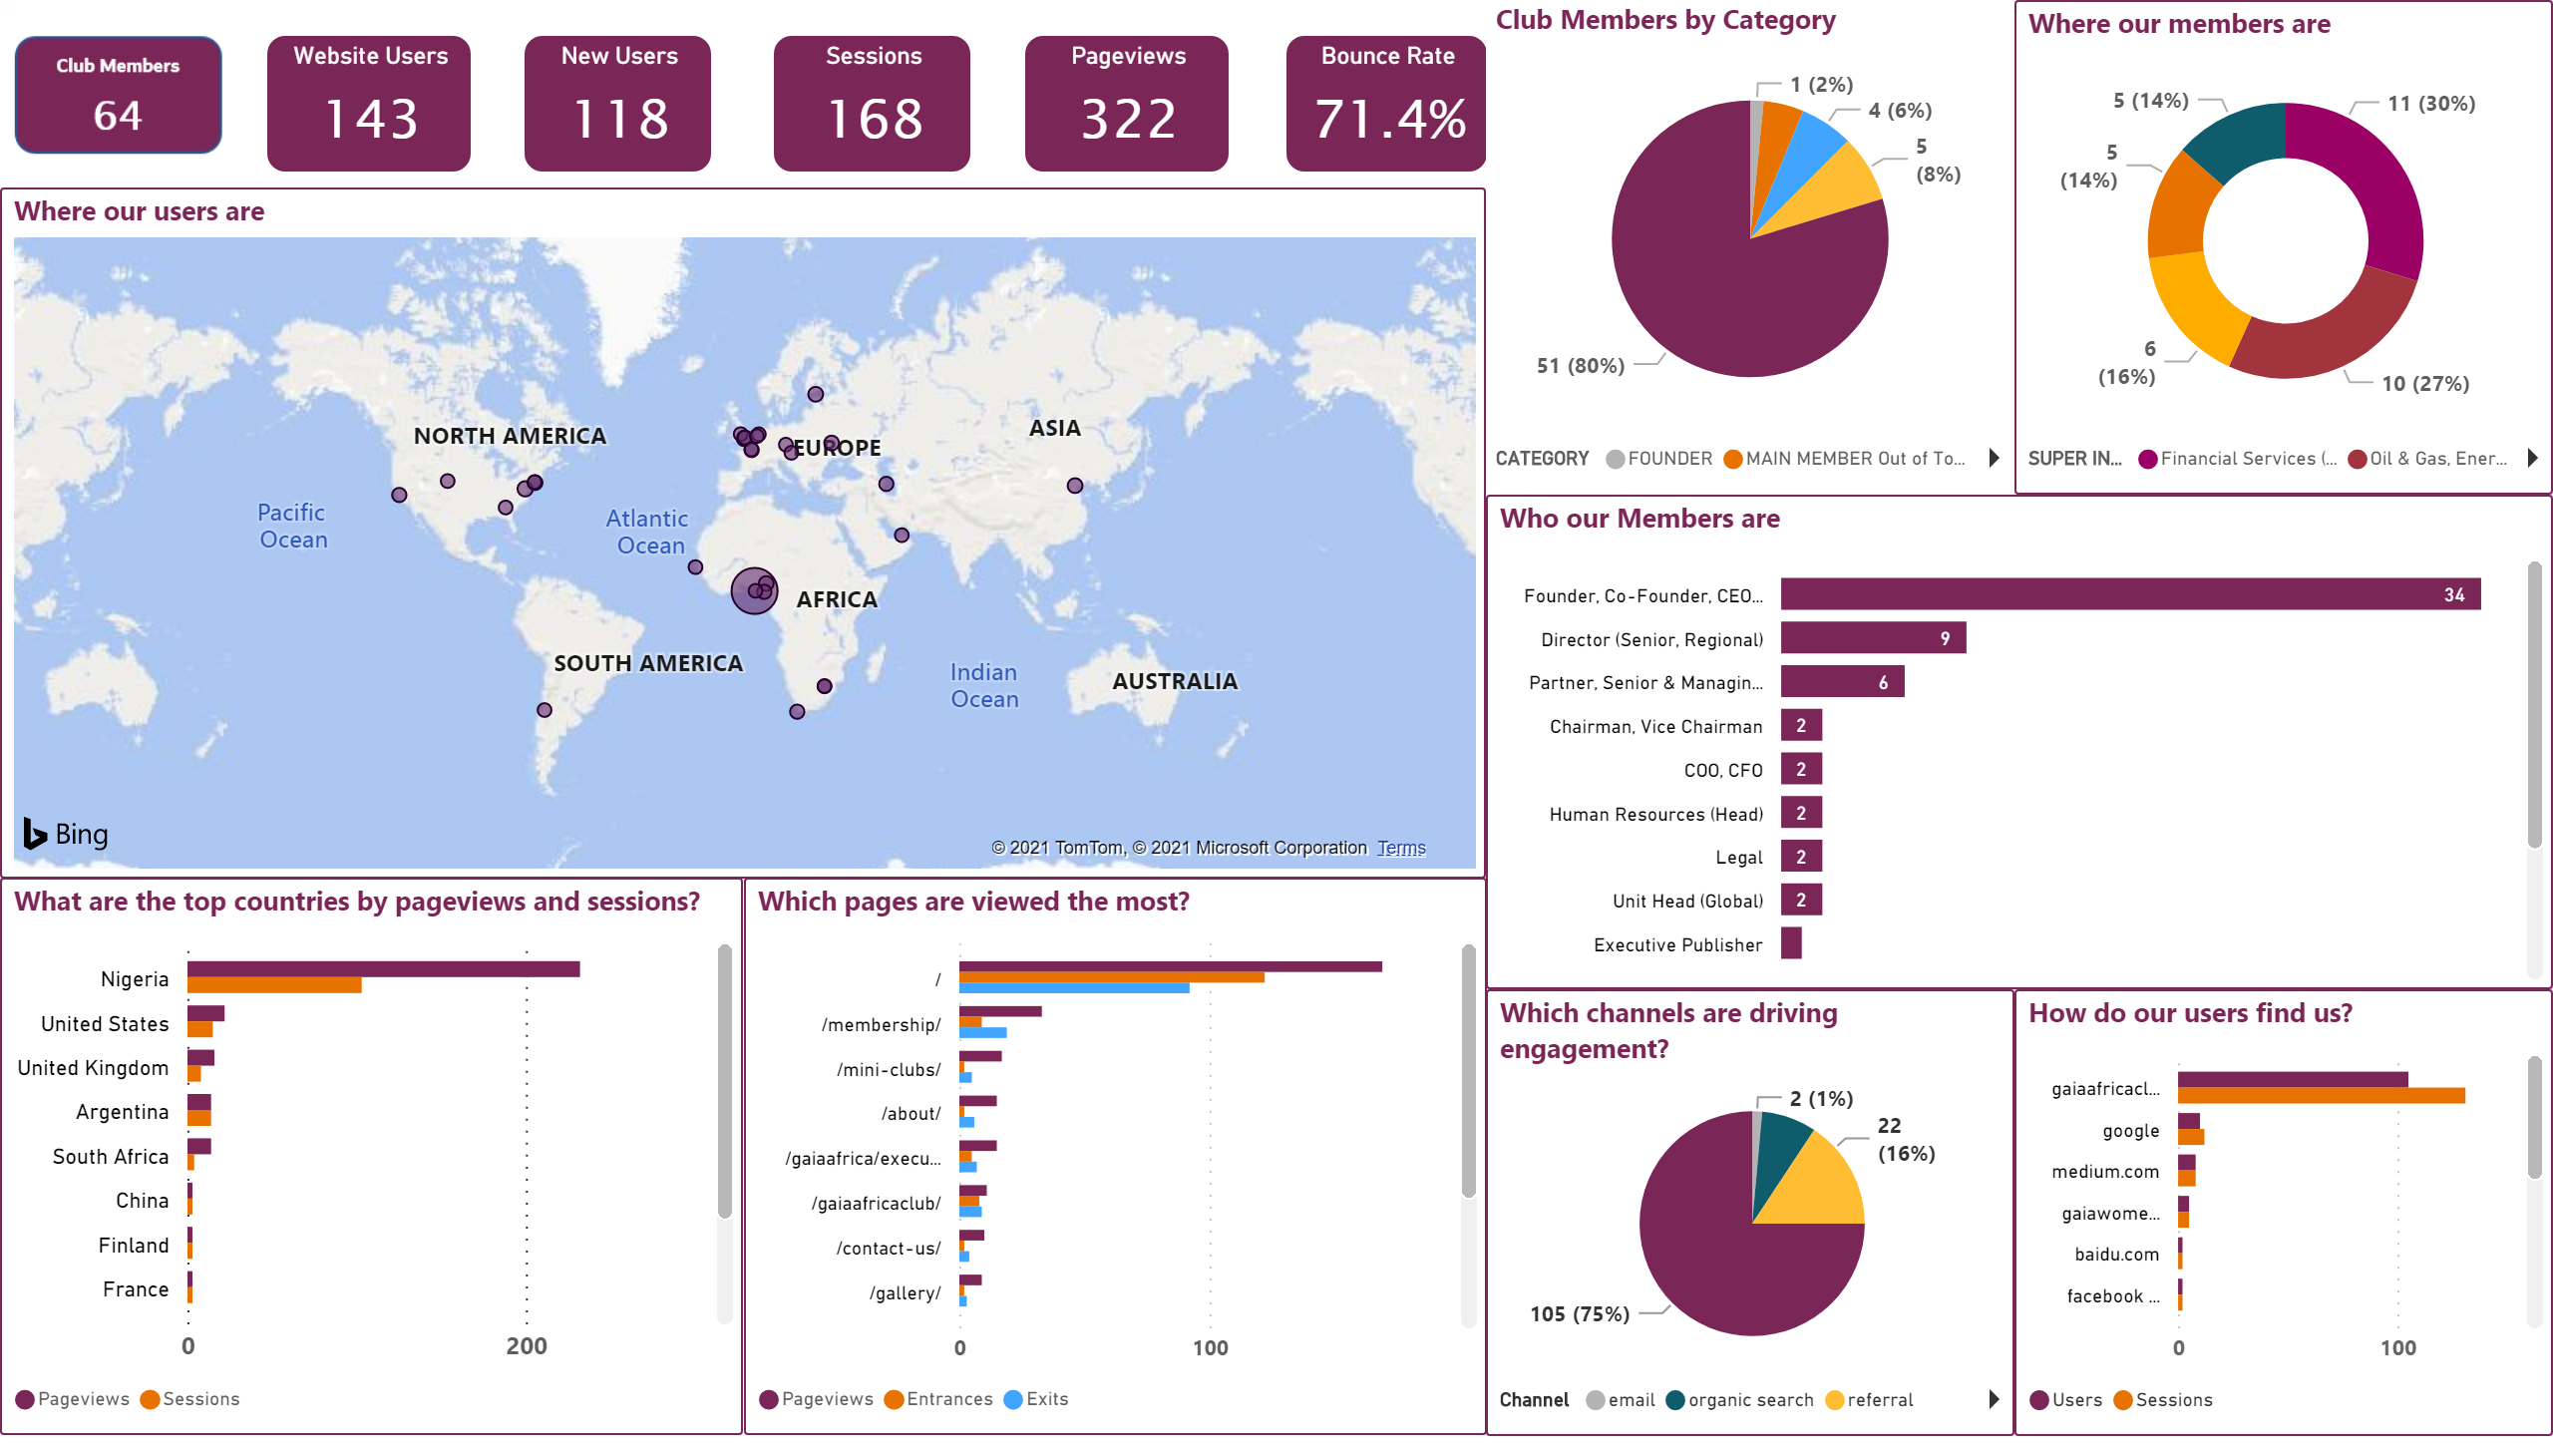 Club Members
64
Website Users
143
New Users
118
Sessions
168
Pageviews
322
Bounce Rate
71.4%
Where our users are
NORTH AMERICA
EUROPE
ASIA
Pacific
Ocean
Atlantic
Ocean
AFRICA
SOUTH AMERICA
Indian
Ocean
AUSTRALIA
Bing
© 2021 TomTom, © 2021 Microsoft Corporation Terms
Club Members by Category
1 (2%)
4 (6%)
5
(8%)
51 (80%)
CATEGORY FOUNDER MAIN MEMBER Out of To...
Where our members are
5 (14%)
11 (30%)
5
(14%)
6
(16%)
10 (27%)
SUPER IN... Financial Services (... Oil & Gas, Ener...
Who our Members are
Founder, Co-Founder, CEO... 34
Director (Senior, Regional) 9
Partner, Senior & Managin... 6
Chairman, Vice Chairman 2
COO, CFO 2
Human Resources (Head) 2
Legal 2
Unit Head (Global) 2
Executive Publisher
What are the top countries by pageviews and sessions?
Nigeria
United States
United Kingdom
Argentina
South Africa
China
Finland
France
0 200
Pageviews Sessions
Which pages are viewed the most?
/
/membership/
/mini-clubs/
/about/
/gaiaafrica/execu...
/gaiaafricaclub/
/contact-us/
/gallery/
0 100
Pageviews Entrances Exits
Which channels are driving
engagement?
2 (1%)
22
(16%)
105 (75%)
Channel email organic search referral
How do our users find us?
gaiaafricacl...
google
medium.com
gaiawome...
baidu.com
facebook ...
0 100
Users Sessions